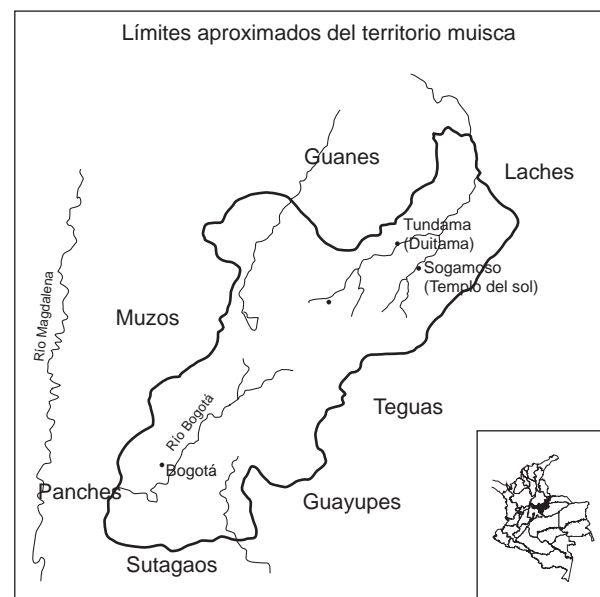 Límites aproximados del territorio muisca
Guanes
Laches
Tundama
(Duitama)
Sogamoso
(Templo del sol)
Río Magdalena
Muzos
Teguas
Río Bogotá
Bogotá
Panches
Guayupes
Sutagaos